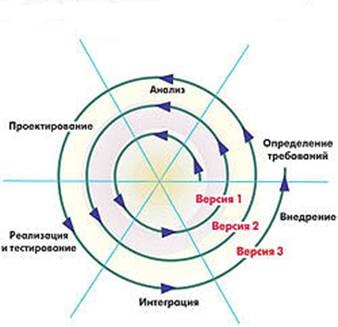 Анализ
Проектирование
Определение
требований
Версия 1
Внедрение
Версия 2
Реализация
и тестирование
Версия 3
Интеграция